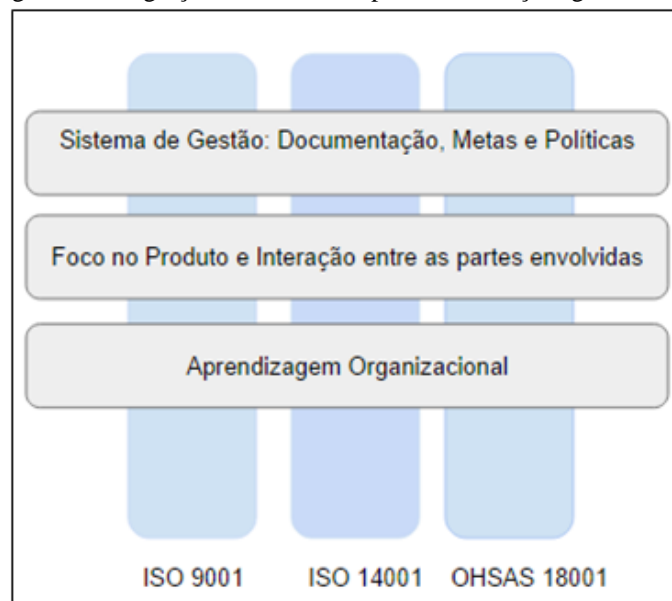 Sistema de Gestão: Documentação, Metas e Políticas
Foco no Produto e Interação entre as partes envolvidas
Aprendizagem Organizacional
ISO 9001 ISO 14001 OHSAS 18001